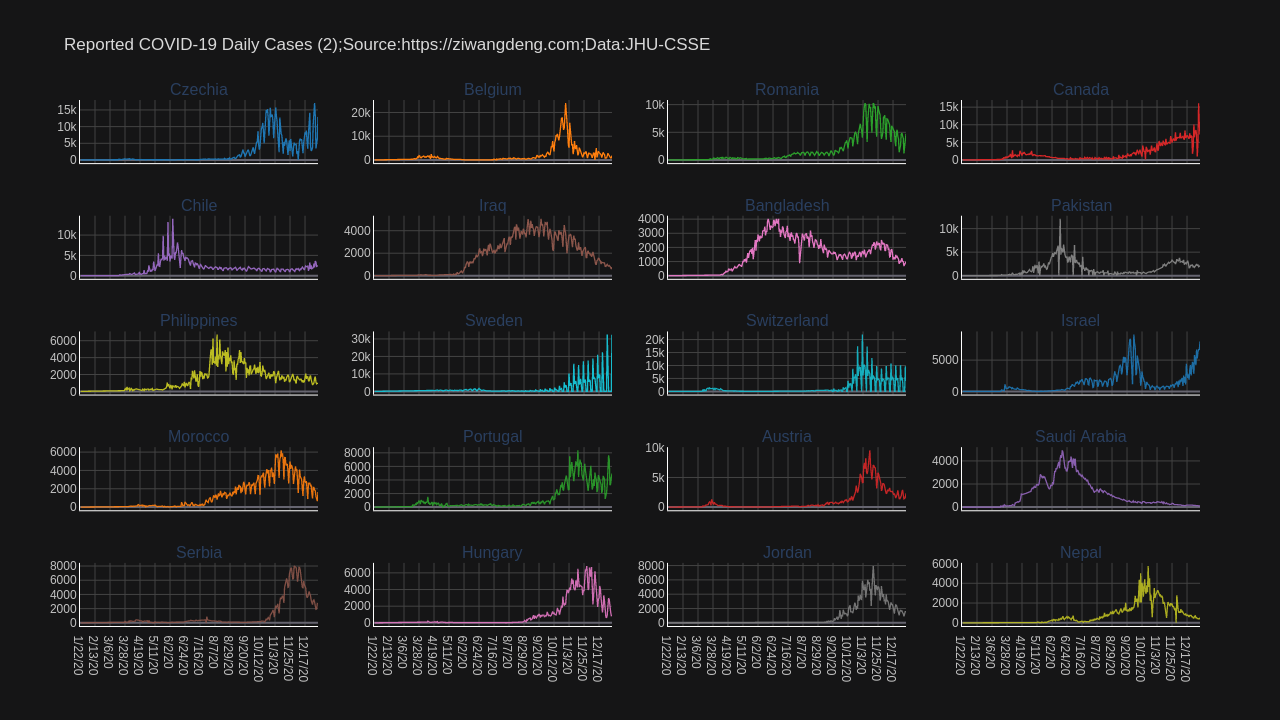 Reported COVID-19 Daily Cases (2);Source:https://ziwangdeng.com;Data:JHU-CSSE
Czechia
15k
10k
5k
0
Belgium
20k
10k
0
Romania
10k
5k
0
Canada
15k
10k
5k
0
Chile
10k
5k
0
Iraq
4000
2000
0
Bangladesh
4000
3000
2000
1000
0
Pakistan
10k
5k
0
Philippines
6000
4000
2000
0
Sweden
30k
20k
10k
0
Switzerland
20k
15k
10k
5k
0
Israel
5000
0
Morocco
6000
4000
2000
0
Portugal
8000
6000
4000
2000
0
Austria
10k
5k
0
Saudi Arabia
4000
2000
0
Serbia
8000
6000
4000
2000
0
Hungary
6000
4000
2000
0
Jordan
8000
6000
4000
2000
0
Nepal
6000
4000
2000
0
1/22/20 2/13/20 3/6/20 3/28/20 4/19/20 5/11/20 6/2/20 6/24/20 7/16/20 8/7/20 8/29/20 9/20/20 10/12/20 11/3/20 11/25/20 12/17/20
1/22/20 2/13/20 3/6/20 3/28/20 4/19/20 5/11/20 6/2/20 6/24/20 7/16/20 8/7/20 8/29/20 9/20/20 10/12/20 11/3/20 11/25/20 12/17/20
1/22/20 2/13/20 3/6/20 3/28/20 4/19/20 5/11/20 6/2/20 6/24/20 7/16/20 8/7/20 8/29/20 9/20/20 10/12/20 11/3/20 11/25/20 12/17/20
1/22/20 2/13/20 3/6/20 3/28/20 4/19/20 5/11/20 6/2/20 6/24/20 7/16/20 8/7/20 8/29/20 9/20/20 10/12/20 11/3/20 11/25/20 12/17/20